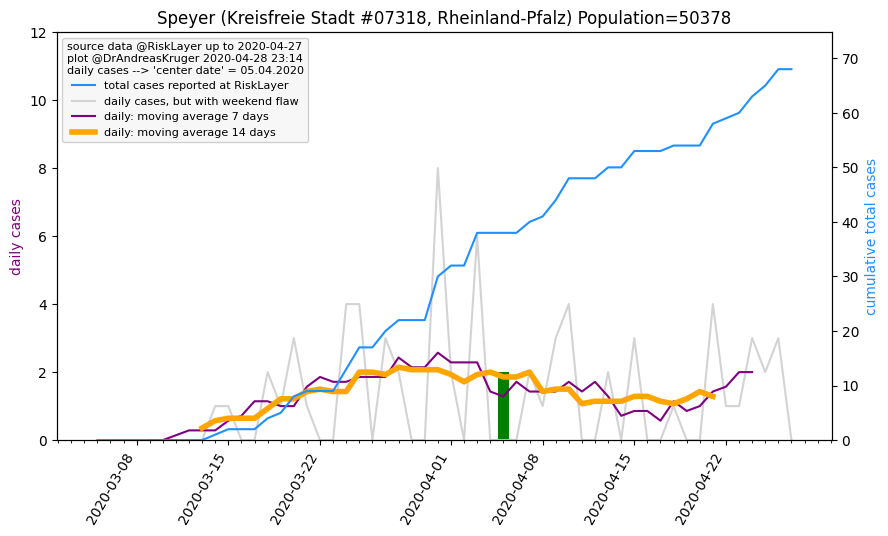 Speyer (Kreisfreie Stadt #07318, Rheinland-Pfalz) Population=50378
source data @RiskLayer up to 2020-04-27
plot @DrAndreasKruger 2020-04-28 23:14
daily cases --> 'center date' = 05.04.2020
total cases reported at RiskLayer
daily cases, but with weekend flaw
daily: moving average 7 days
daily: moving average 14 days
daily cases
12
10
8
6
4
2
0
70
60
50
40
30
20
10
0
cumulative total cases
2020-03-08
2020-03-15
2020-03-22
2020-04-01
2020-04-08
2020-04-15
2020-04-22